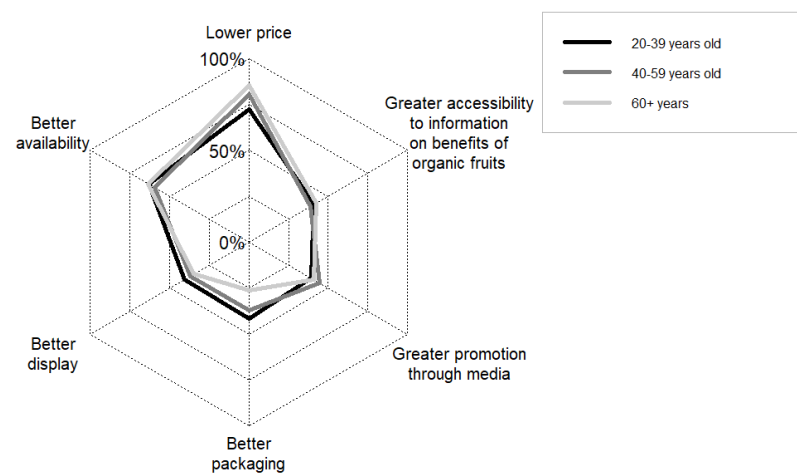 Lower price
100%
50%
0%
Greater accessibility
to information
on benefits of
organic fruits
Greater promotion
through media
Better
packaging
Better
display
Better
availability
20-39 years old
40-59 years old
60+ years